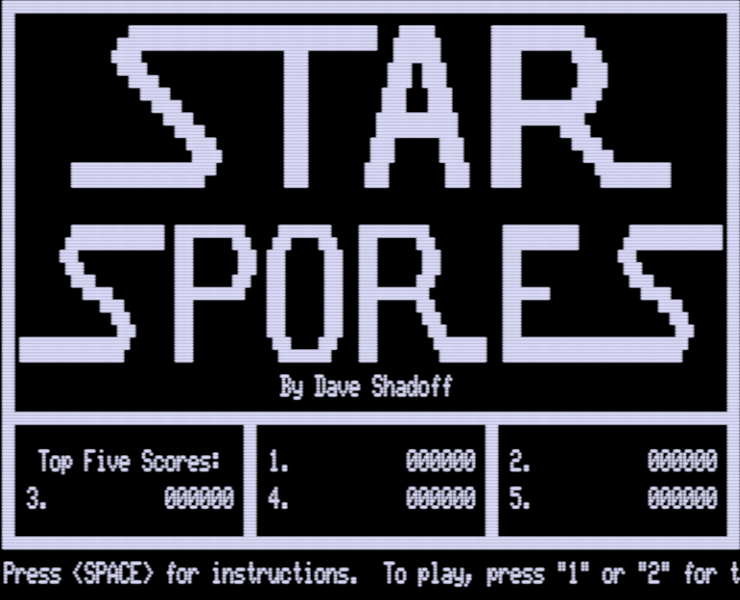 STAR
SPORES
By Dave Shadoff
Top Five Scores: 1. 000000 2. 000000
3. 000000 4. 000000 5. 000000
Press <SPACE> for instructions. To play, press "1" or "2" for t